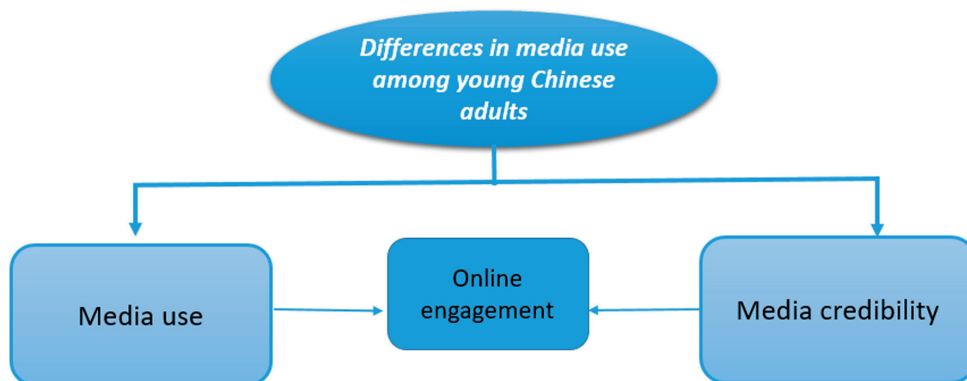 Differences in media use
among young Chinese
adults
Media use
Online
engagement
Media credibility